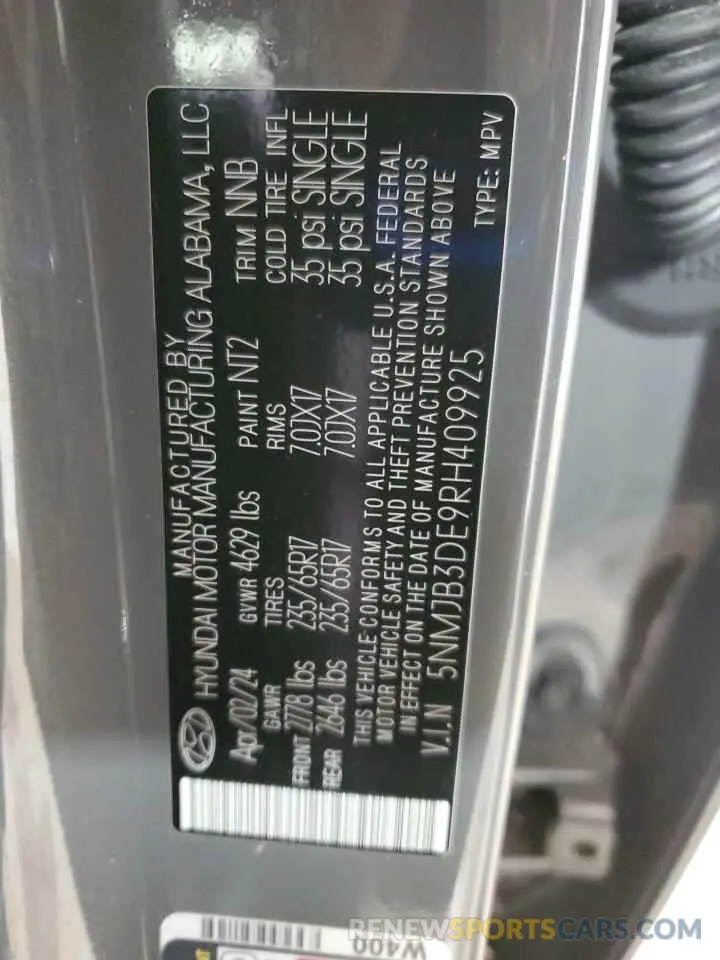 MANUFACTURED BY
HYUNDAI MOTOR MANUFACTURING ALABAMA, LLC
Apr/02/24 GVWR 4629 lbs PAINT NT2 TRIM NNB
GAWR TIRES RIMS COLD TIRE INFL
FRONT 2778 lbs 235/65R17 7.0JX17 35 psi SINGLE
REAR 2646 lbs 235/65R17 7.0JX17 35 psi SINGLE
THIS VEHICLE CONFORMS TO ALL APPLICABLE U.S.A. FEDERAL
MOTOR VEHICLE SAFETY AND THEFT PREVENTION STANDARDS
IN EFFECT ON THE DATE OF MANUFACTURE SHOWN ABOVE
V.I.N 5NMJB3DE9RH409925
TYPE: MPV
W400
RENEWSPORTSCARS.COM